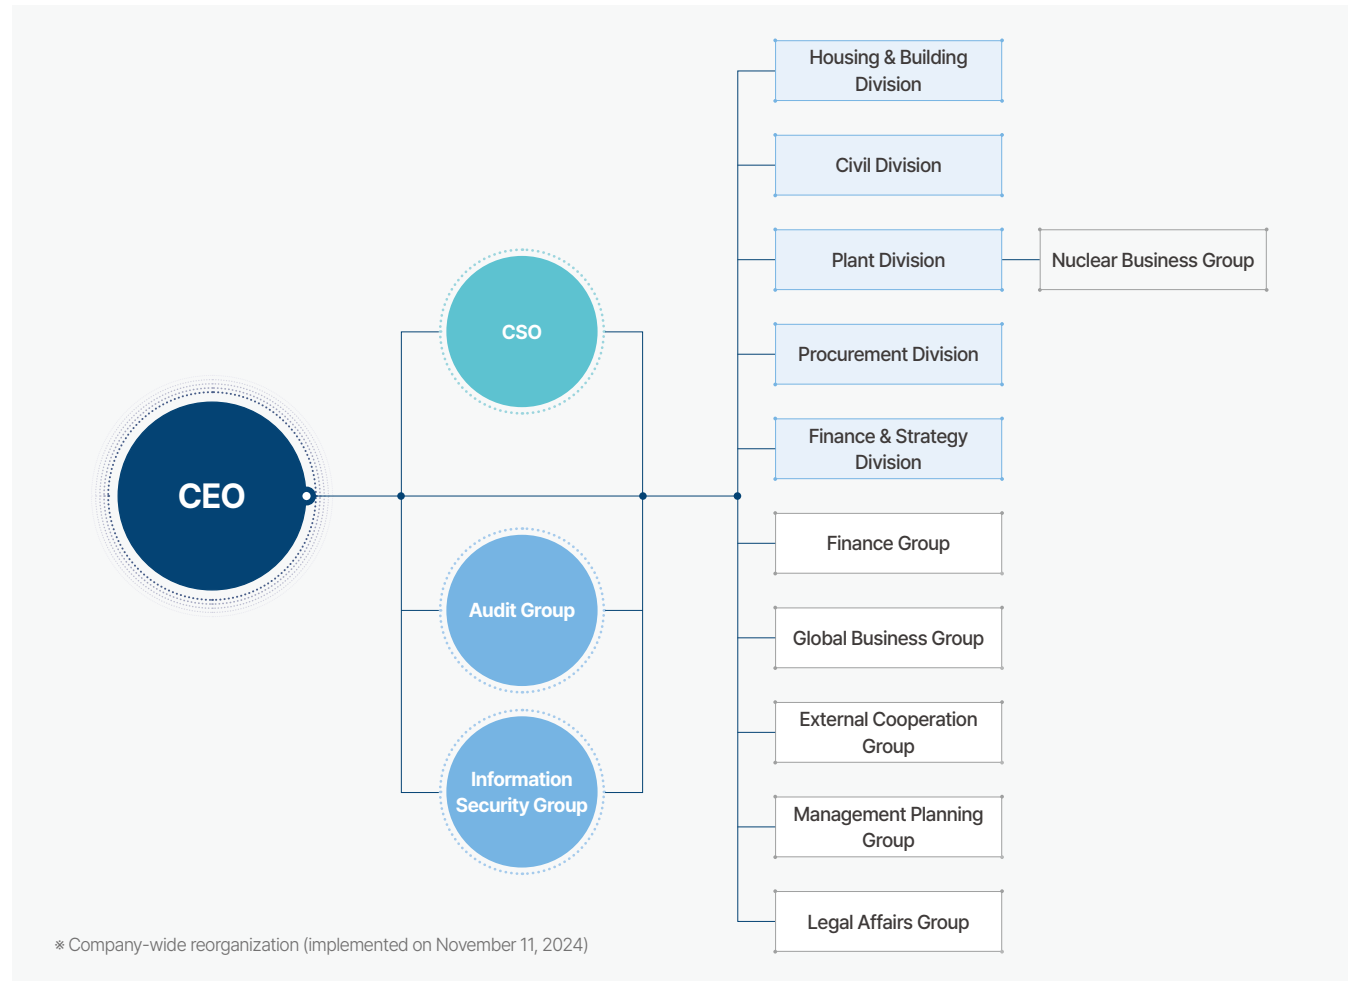 CEO
CSO
Audit Group
Information
Security Group
Housing & Building
Division
Civil Division
Plant Division
Nuclear Business Group
Procurement Division
Finance & Strategy
Division
Finance Group
Global Business Group
External Cooperation
Group
Management Planning
Group
Legal Affairs Group
※ Company-wide reorganization (implemented on November 11, 2024)